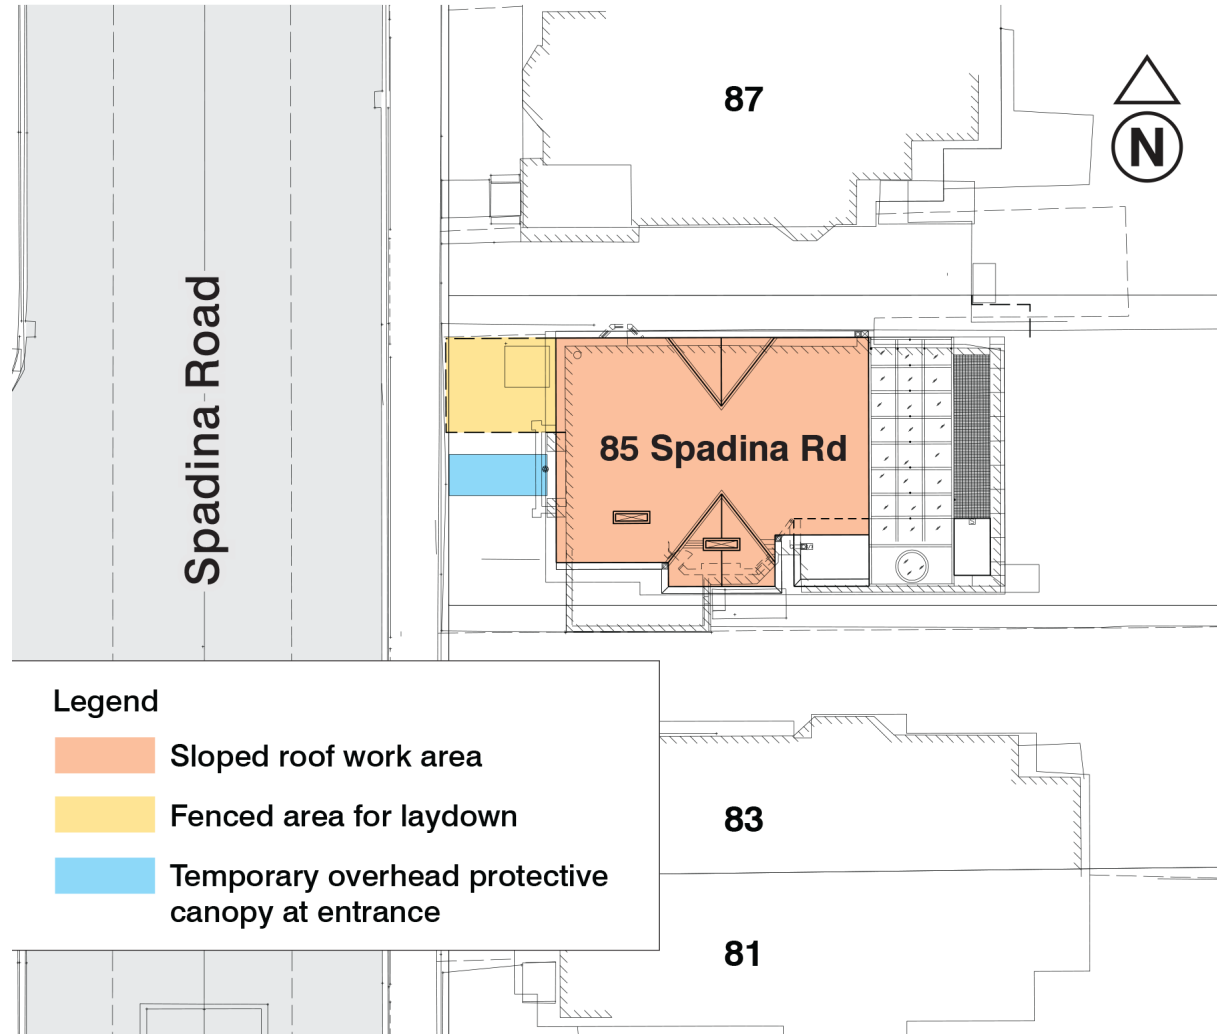 87
N
Spadina Road
85 Spadina Rd
Legend
Sloped roof work area
Fenced area for laydown
Temporary overhead protective
canopy at entrance
83
81